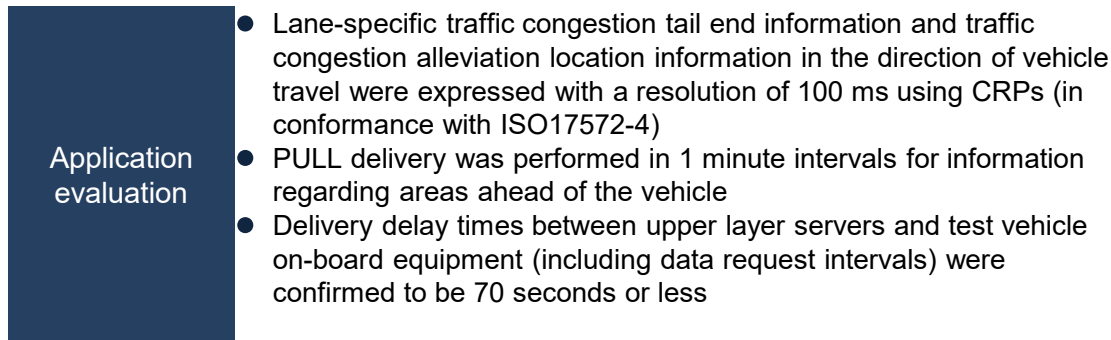 Application
evaluation
● Lane-specific traffic congestion tail end information and traffic
congestion alleviation location information in the direction of vehicle
travel were expressed with a resolution of 100 ms using CRPs (in
conformance with ISO17572-4)
● PULL delivery was performed in 1 minute intervals for information
regarding areas ahead of the vehicle
● Delivery delay times between upper layer servers and test vehicle
on-board equipment (including data request intervals) were
confirmed to be 70 seconds or less